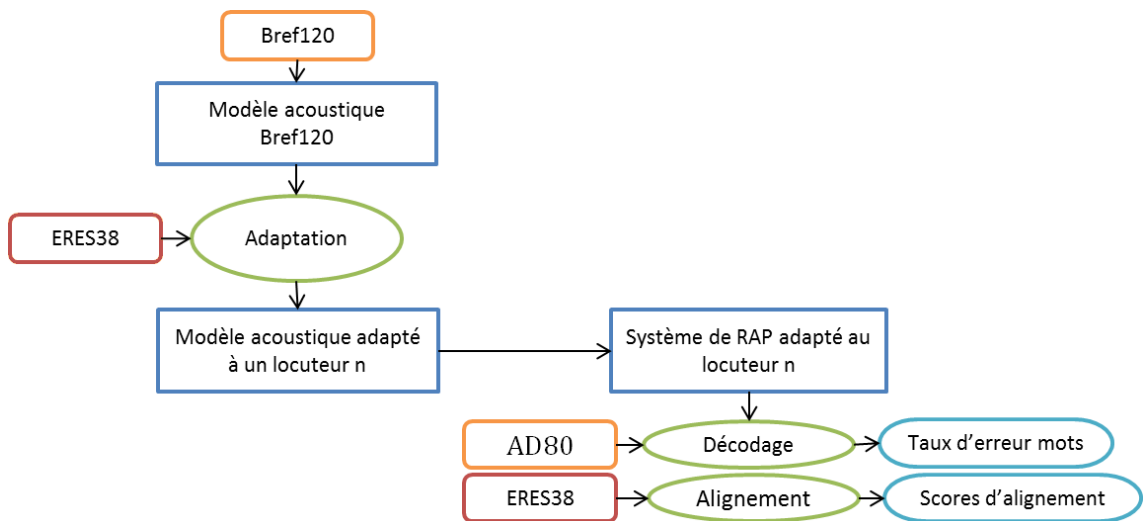 Bref120
Modèle acoustique
Bref120
ERES38
Adaptation
Modèle acoustique adapté
à un locuteur n
Système de RAP adapté au
locuteur n
AD80
Décodage
Taux d’erreur mots
ERES38
Alignement
Scores d’alignement